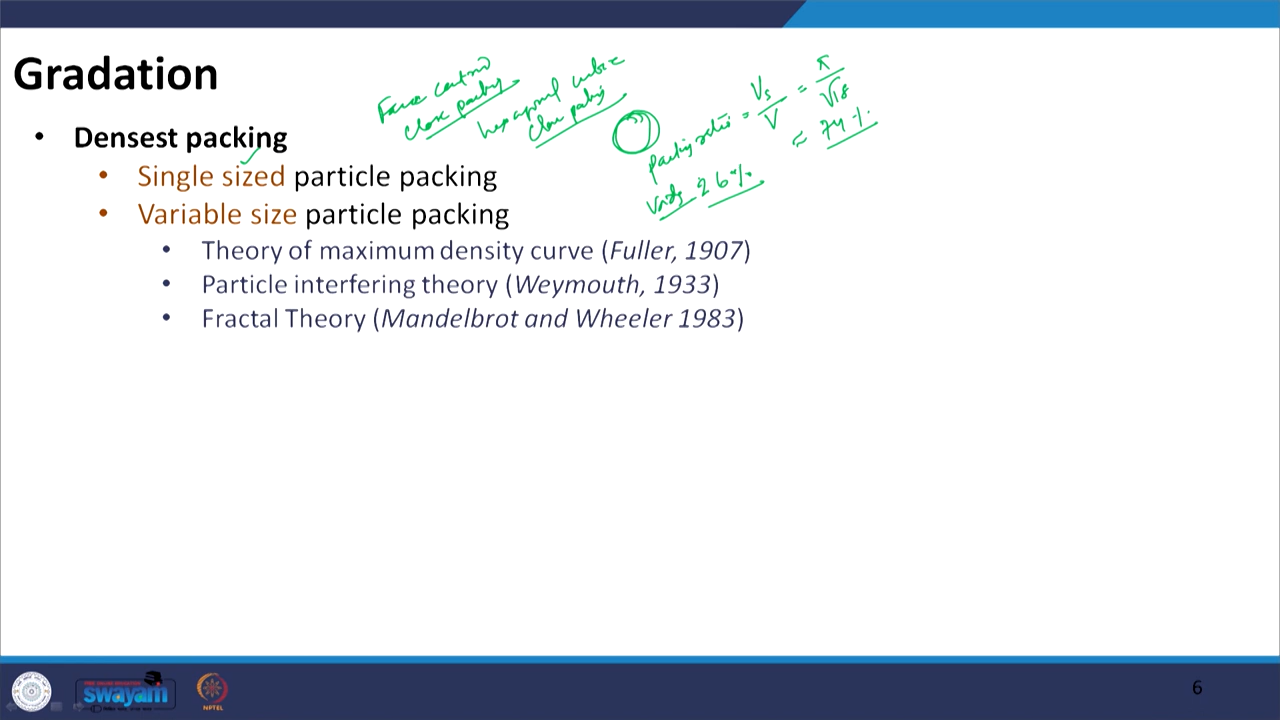 Gradation
• Densest packing
• Single sized particle packing
• Variable size particle packing
• Theory of maximum density curve (Fuller, 1907)
• Particle interfering theory (Weymouth, 1933)
• Fractal Theory (Mandelbrot and Wheeler 1983)
Face centred
close packing
hexagonal cubic
close packing
packing ratio = Vs/V = π/√18
≈ 74 %
Voids 26%
swayam
NPTEL
6